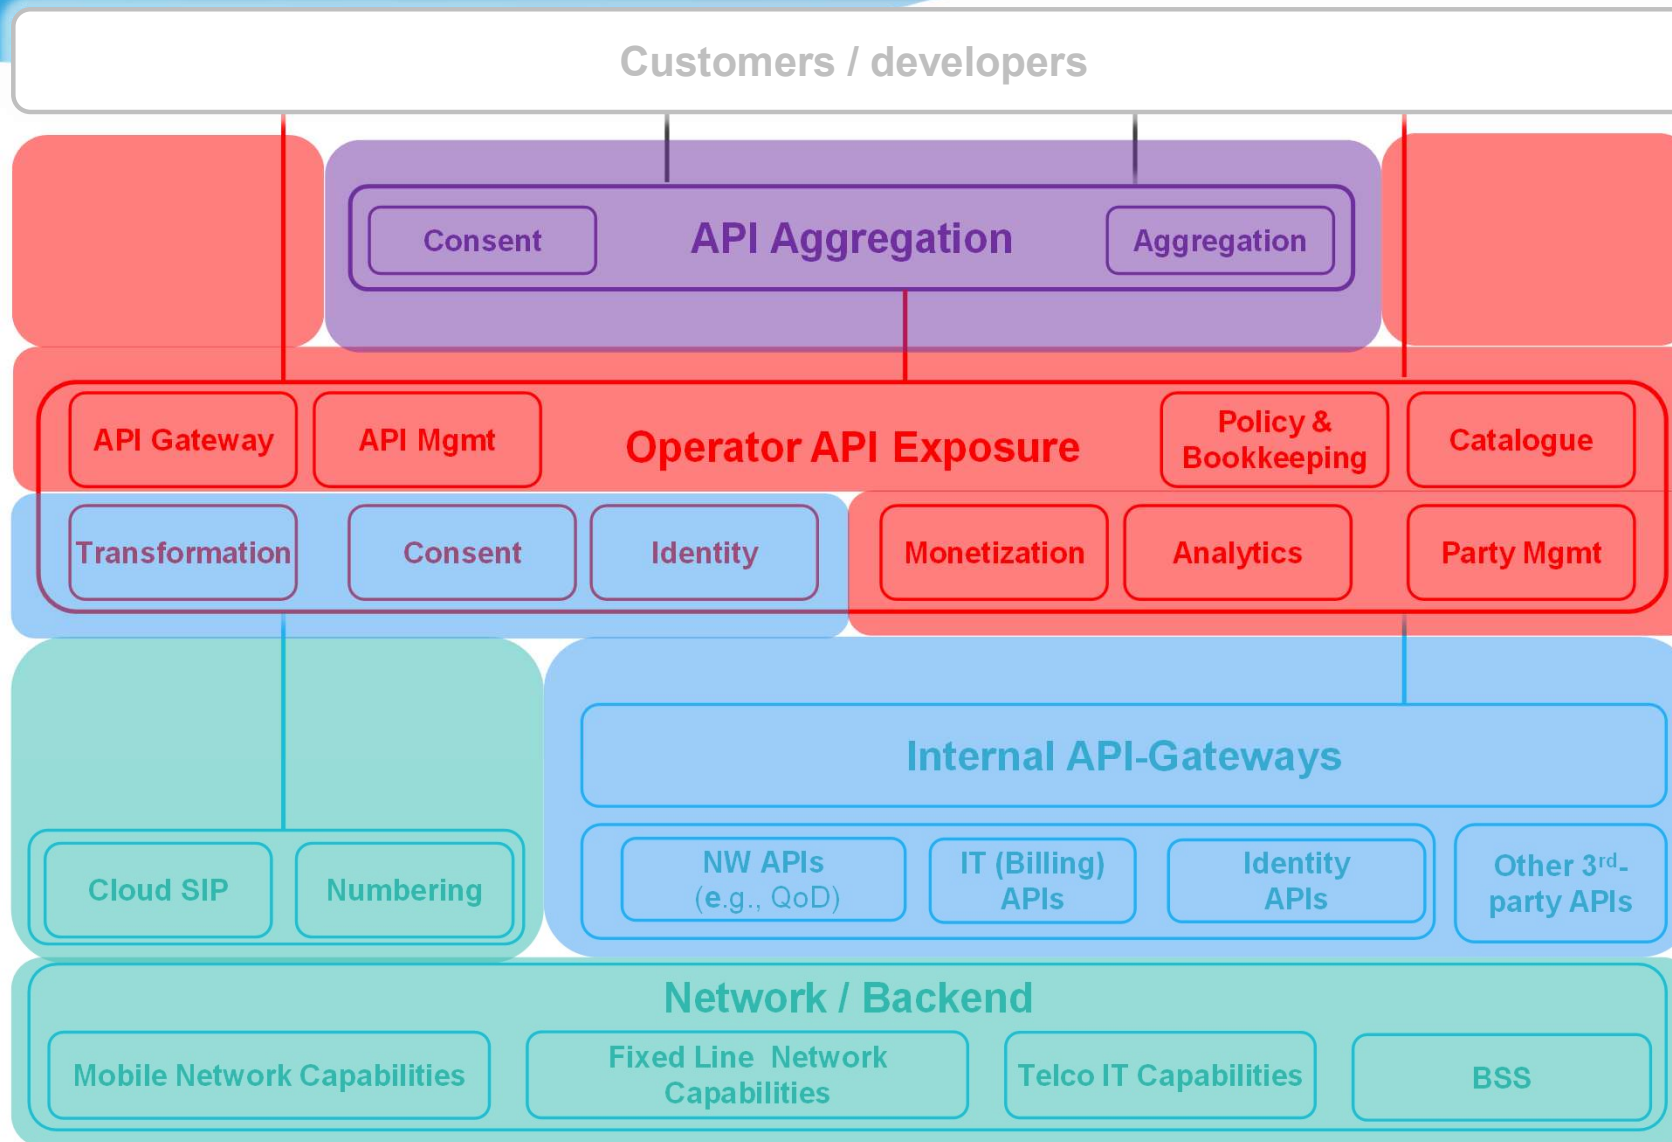 Customers / developers
Consent
API Aggregation
Aggregation
API Gateway
API Mgmt
Operator API Exposure
Policy &
Bookkeeping
Catalogue
Transformation
Consent
Identity
Monetization
Analytics
Party Mgmt
Internal API-Gateways
Cloud SIP
Numbering
NW APIs
(e.g., QoD)
IT (Billing)
APIs
Identity
APIs
Other 3rd-
party APIs
Network / Backend
Mobile Network Capabilities
Fixed Line Network
Capabilities
Telco IT Capabilities
BSS